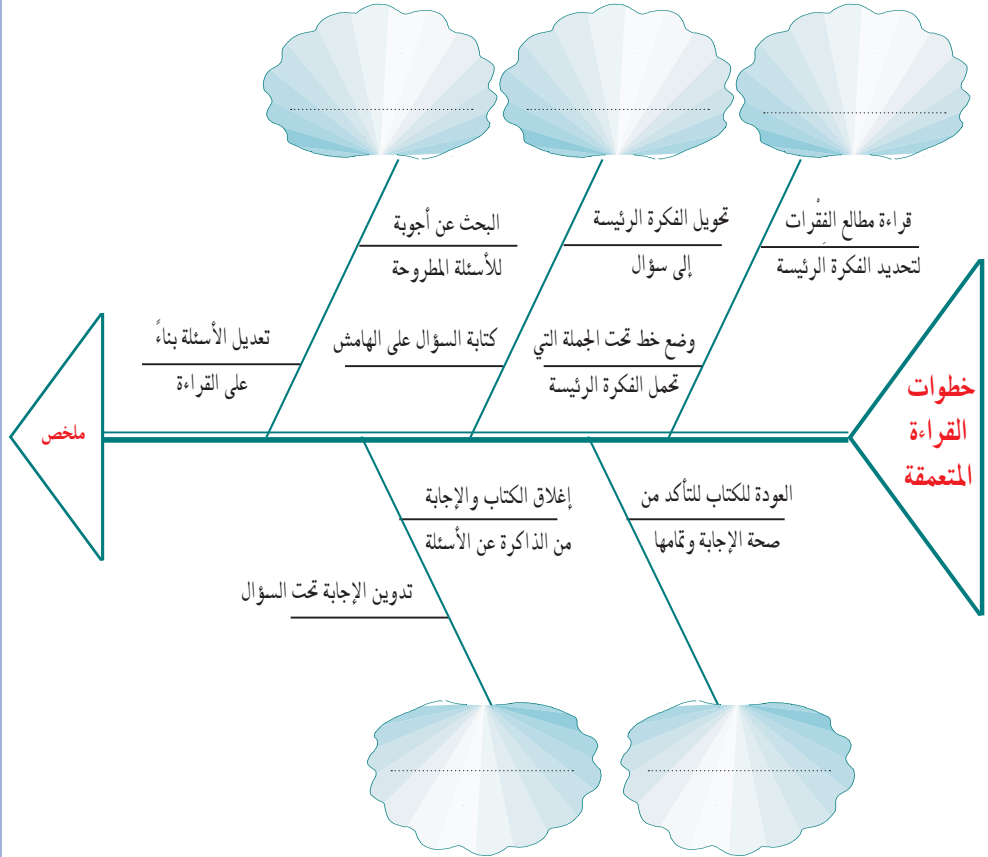 قراءة مطالع الفقْرات
لتحديد الفكرة الرئيسة
وضع خط تحت الجملة التي
تحمل الفكرة الرئيسة
تحويل الفكرة الرئيسة
إلى سؤال
كتابة السؤال على الهامش
البحث عن أجوبة
للأسئلة المطروحة
تعديل الأسئلة بناءً
على القراءة
خطوات
القراءة
المتعمقة
ملخص
العودة للكتاب للتأكد من
صحة الإجابة وتمامها
إغلاق الكتاب والإجابة
من الذاكرة عن الأسئلة
تدوين الإجابة تحت السؤال